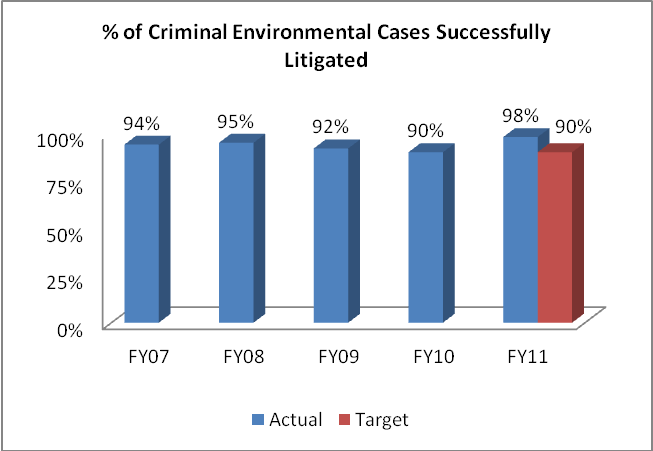 % of Criminal Environmental Cases Successfully
Litigated
94%
95%
92%
90%
98%
90%
100%
75%
50%
25%
0%
FY07
FY08
FY09
FY10
FY11
Actual
Target